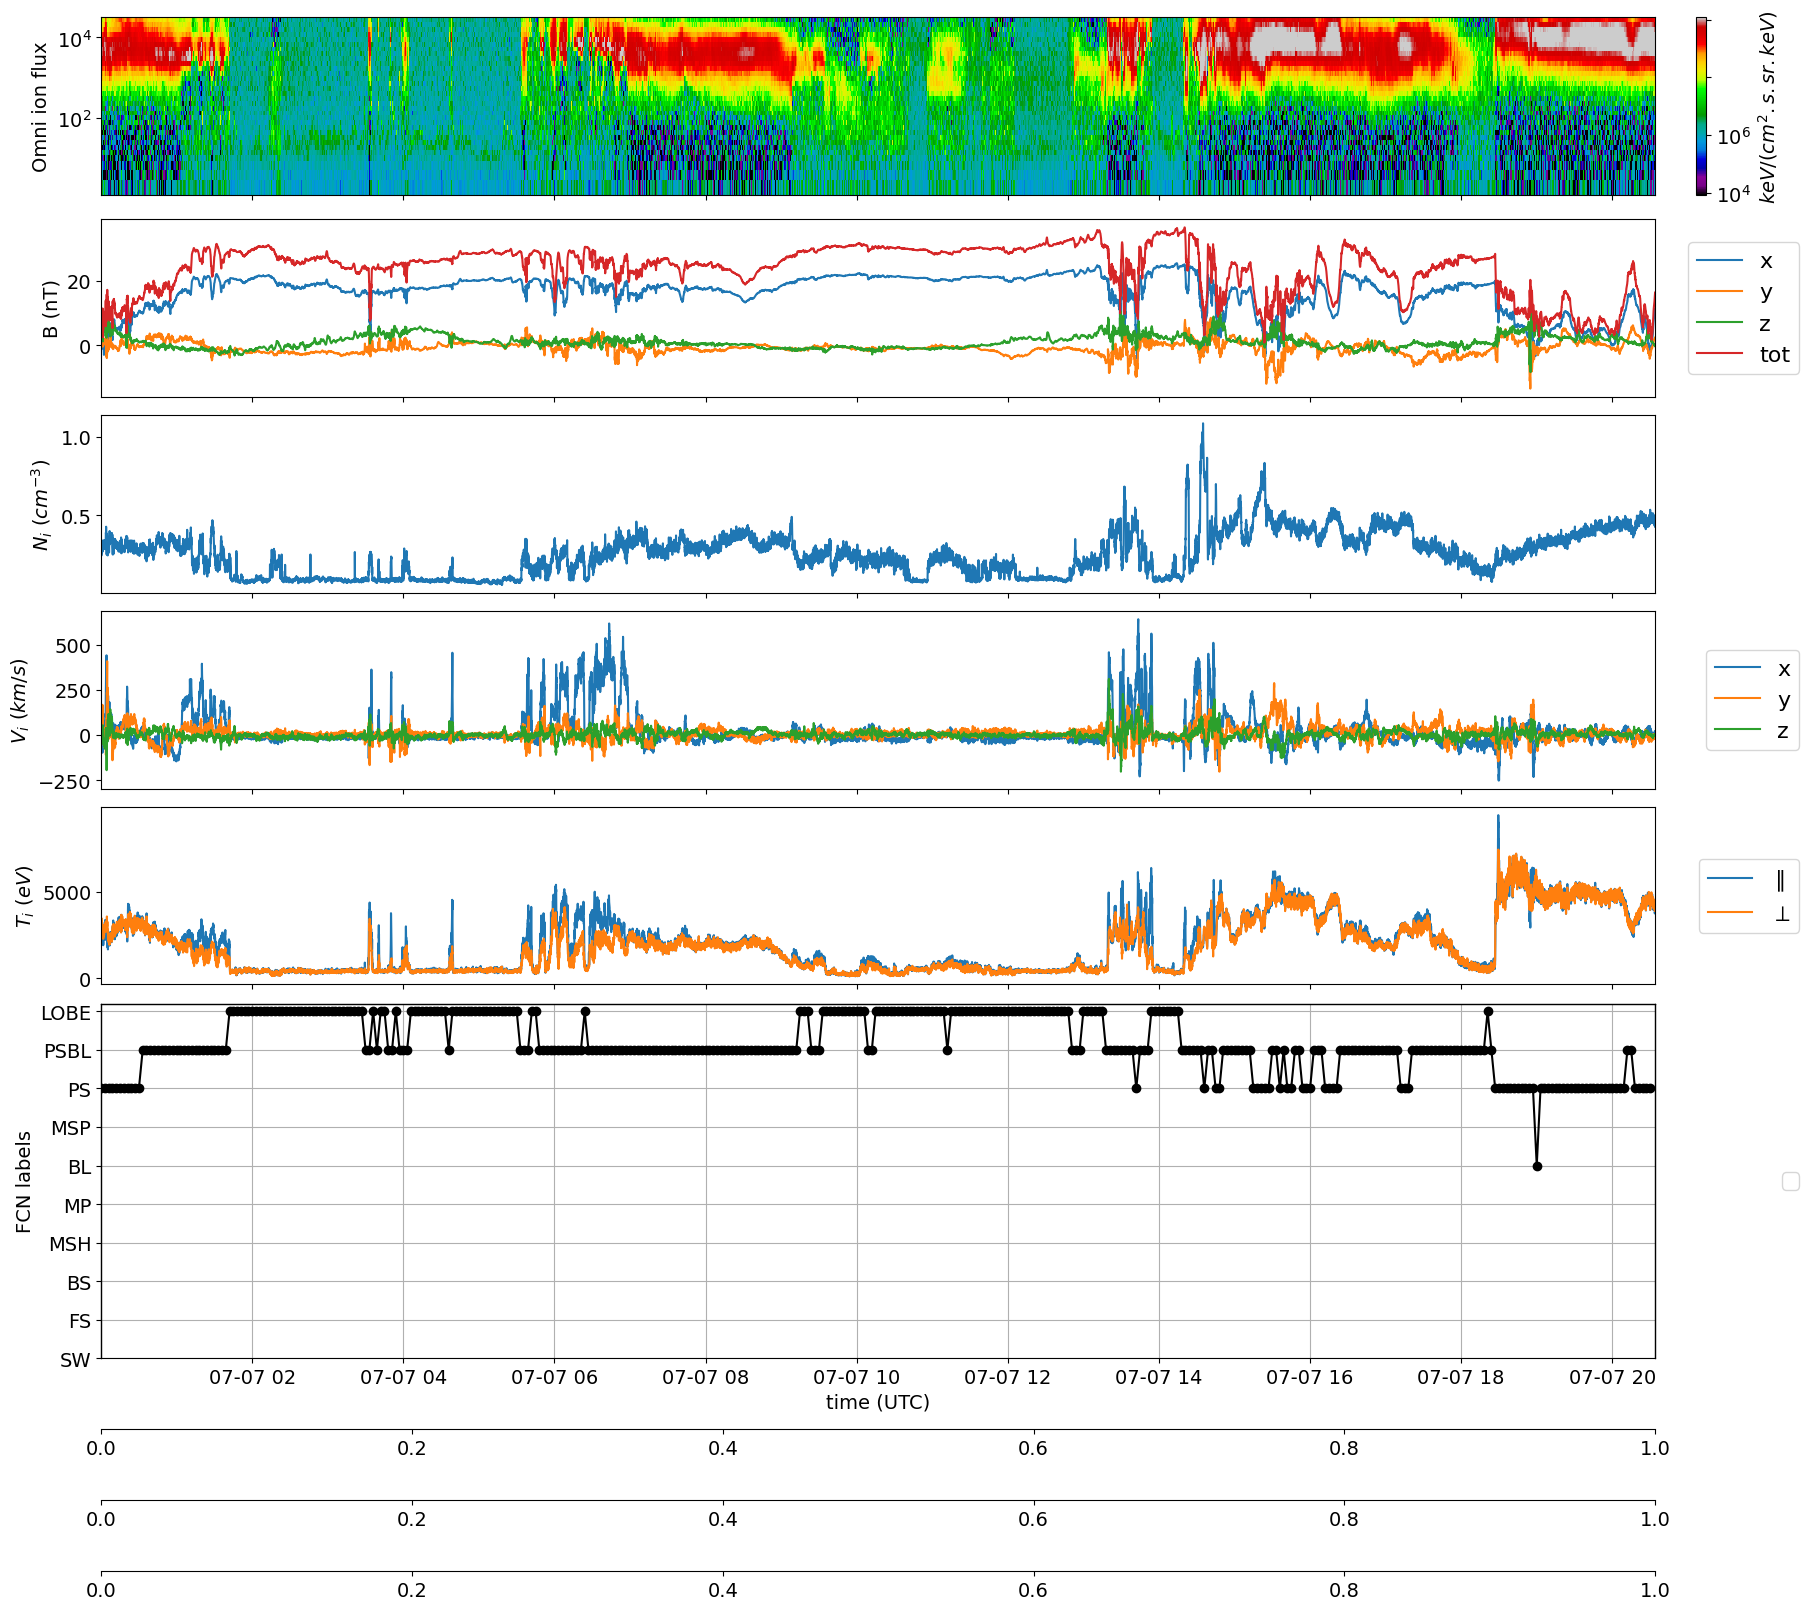 Omni ion flux
10⁴
10²
10⁶
10⁴
keV/(cm².s.sr.keV)
B (nT)
20
0
x
y
z
tot
Nᵢ (cm⁻³)
1.0
0.5
Vᵢ (km/s)
500
250
0
−250
x
y
z
Tᵢ (eV)
5000
0
∥
⊥
FCN labels
LOBE
PSBL
PS
MSP
BL
MP
MSH
BS
FS
SW
07-07 02 07-07 04 07-07 06 07-07 08 07-07 10 07-07 12 07-07 14 07-07 16 07-07 18 07-07 20
time (UTC)
0.0 0.2 0.4 0.6 0.8 1.0
0.0 0.2 0.4 0.6 0.8 1.0
0.0 0.2 0.4 0.6 0.8 1.0